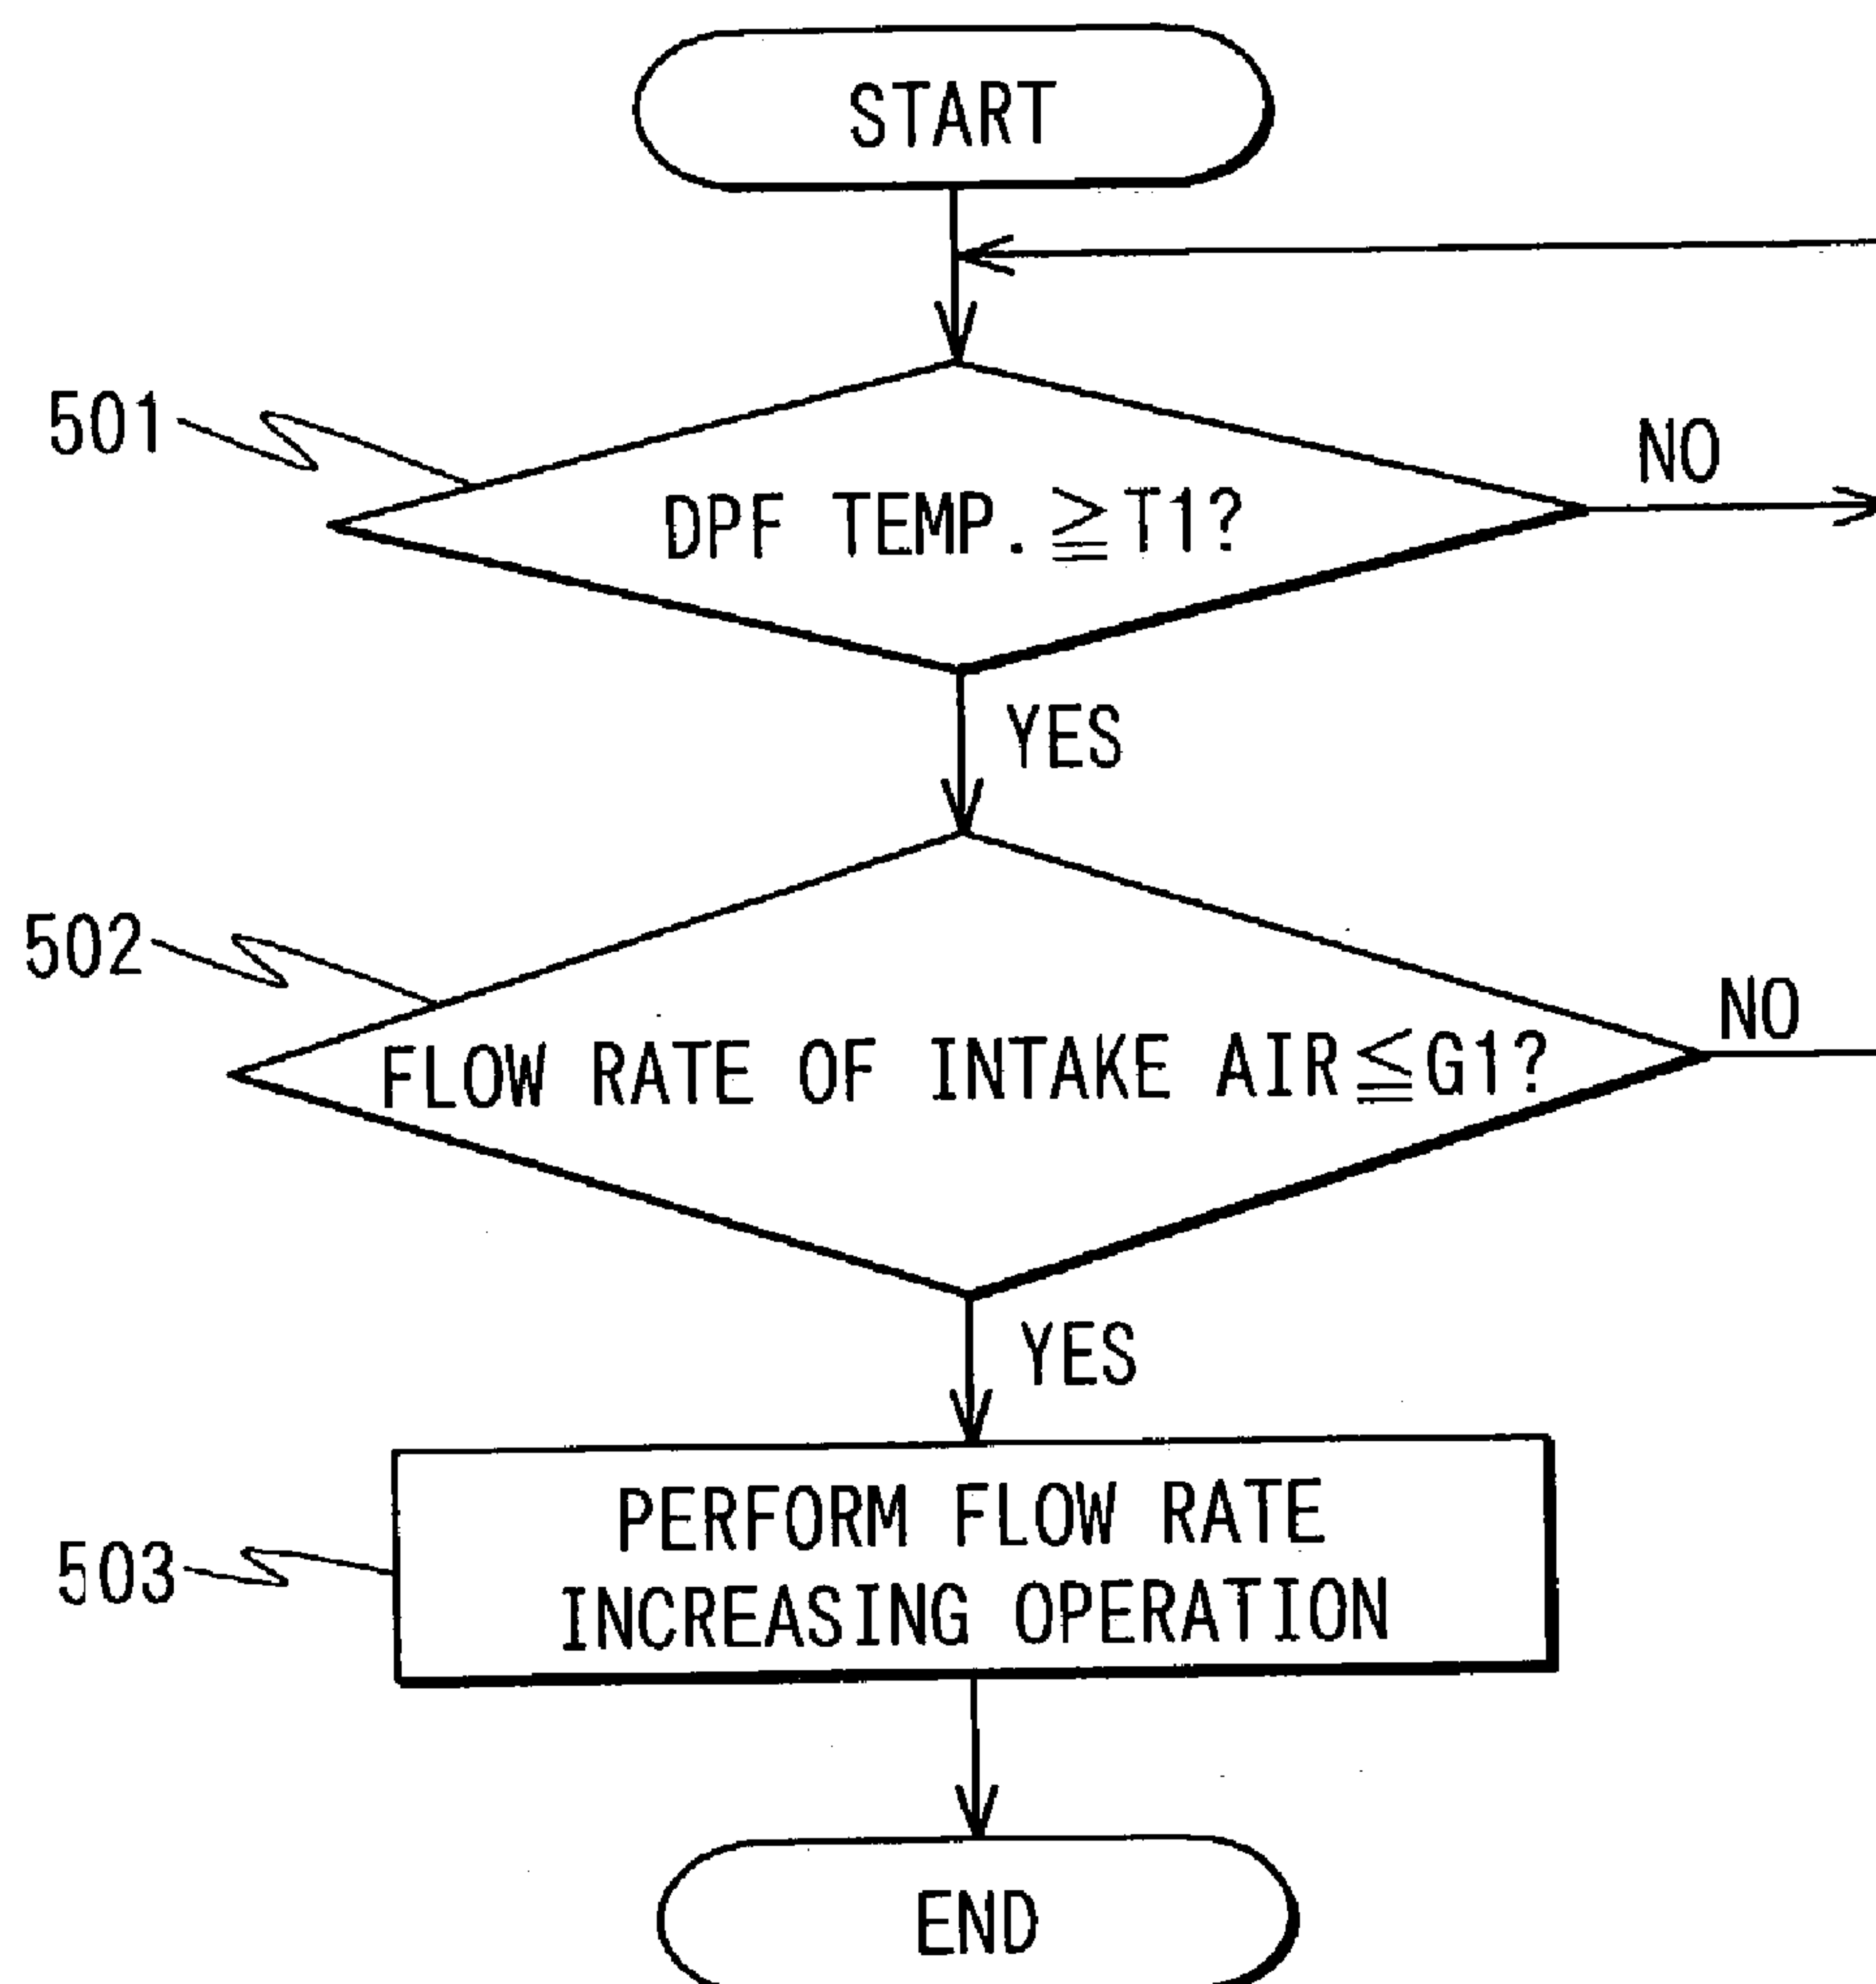 START
501
DPF TEMP.≧T1?
NO
YES
502
FLOW RATE OF INTAKE AIR≦G1?
NO
YES
503
PERFORM FLOW RATE
INCREASING OPERATION
END